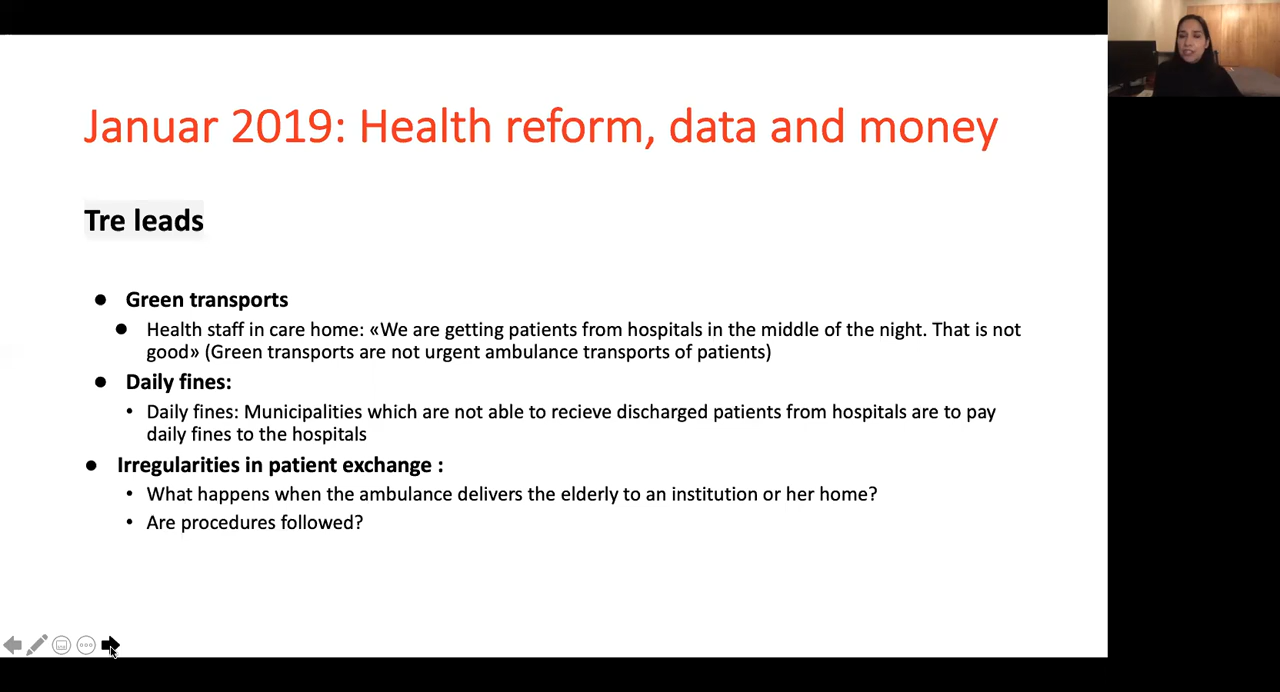 Januar 2019: Health reform, data and money
Tre leads
● Green transports
● Health staff in care home: «We are getting patients from hospitals in the middle of the night. That is not
good» (Green transports are not urgent ambulance transports of patients)
● Daily fines:
• Daily fines: Municipalities which are not able to recieve discharged patients from hospitals are to pay
daily fines to the hospitals
● Irregularities in patient exchange :
• What happens when the ambulance delivers the elderly to an institution or her home?
• Are procedures followed?